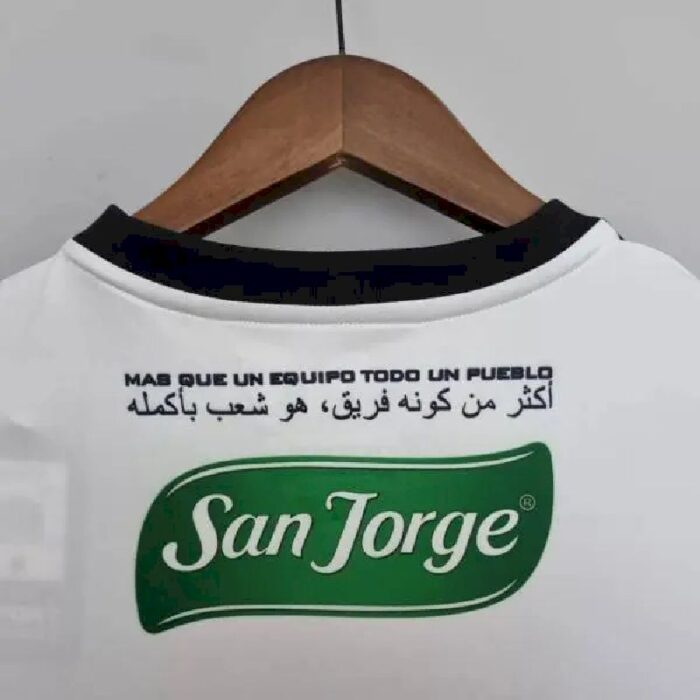 MAS QUE UN EQUIPO TODO UN PUEBLO
أكثر من كونه فريق، هو شعب بأكمله
San Jorge®